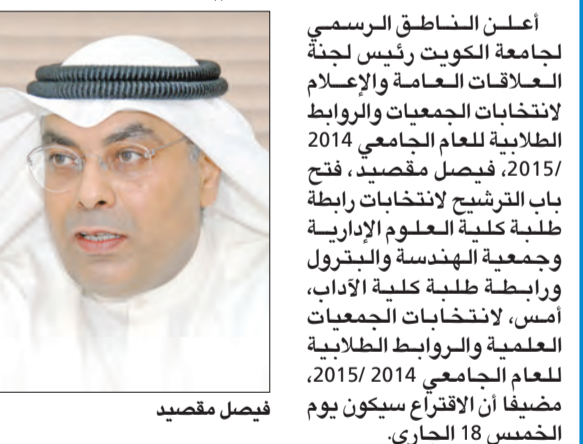 أعلن الناطق الرسمي
لجامعة الكويت رئيس لجنة
العلاقات العامة والإعلام
لانتخابات الجمعيات والروابط
الطلابية للعام الجامعي 2014
/2015، فيصل مقصيد، فتح
باب الترشيح لانتخابات رابطة
طلبة كلية العلوم الإدارية
وجمعية الهندسة والبترول
ورابطة طلبة كلية الآداب،
أمس، لانتخابات الجمعيات
العلمية والروابط الطلابية
للعام الجامعي 2014 /2015،
مضيفا أن الاقتراع سيكون يوم
الخميس 18 الجاري.
فيصل مقصيد